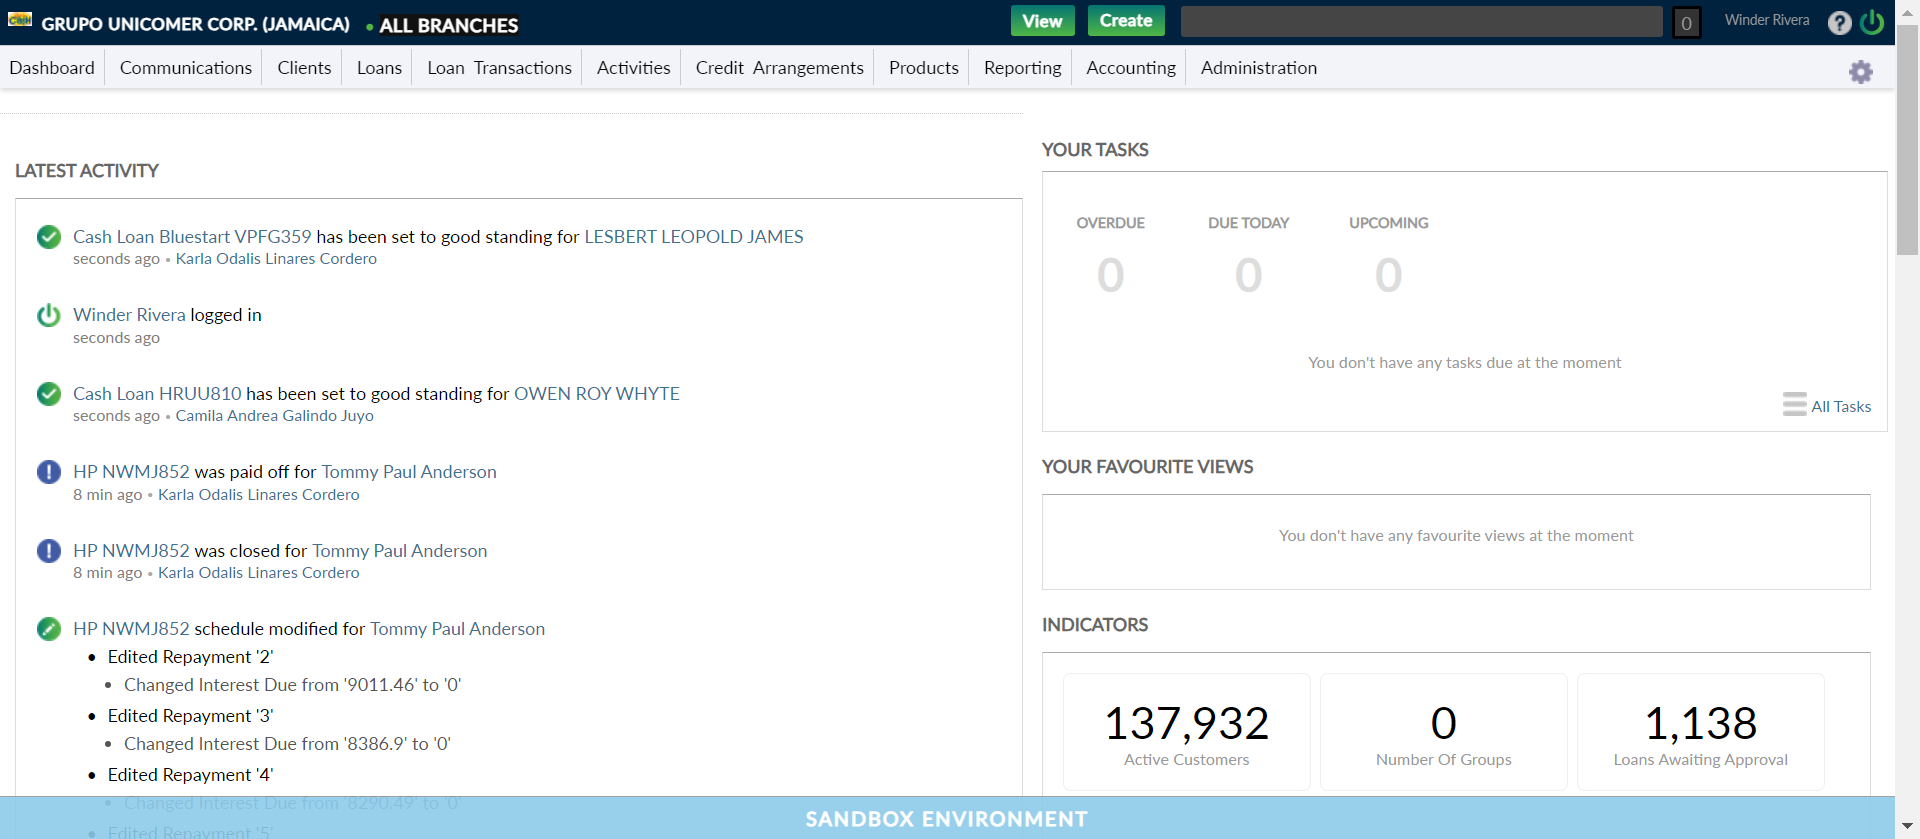 Cash GRUPO UNICOMER CORP. (JAMAICA) • ALL BRANCHES View Create 0 Winder Rivera ?
Dashboard Communications Clients Loans Loan Transactions Activities Credit Arrangements Products Reporting Accounting Administration
LATEST ACTIVITY
Cash Loan Bluestart VPFG359 has been set to good standing for LESBERT LEOPOLD JAMES
seconds ago • Karla Odalis Linares Cordero
Winder Rivera logged in
seconds ago
Cash Loan HRUU810 has been set to good standing for OWEN ROY WHYTE
seconds ago • Camila Andrea Galindo Juyo
HP NWMJ852 was paid off for Tommy Paul Anderson
8 min ago • Karla Odalis Linares Cordero
HP NWMJ852 was closed for Tommy Paul Anderson
8 min ago • Karla Odalis Linares Cordero
HP NWMJ852 schedule modified for Tommy Paul Anderson
• Edited Repayment '2'
• Changed Interest Due from '9011.46' to '0'
• Edited Repayment '3'
• Changed Interest Due from '8386.9' to '0'
• Edited Repayment '4'
• Changed Interest Due from '8290.49' to '0'
• Edited Repayment '5'
YOUR TASKS
OVERDUE DUE TODAY UPCOMING
0 0 0
You don't have any tasks due at the moment
All Tasks
YOUR FAVOURITE VIEWS
You don't have any favourite views at the moment
INDICATORS
137,932 0 1,138
Active Customers Number Of Groups Loans Awaiting Approval
SANDBOX ENVIRONMENT